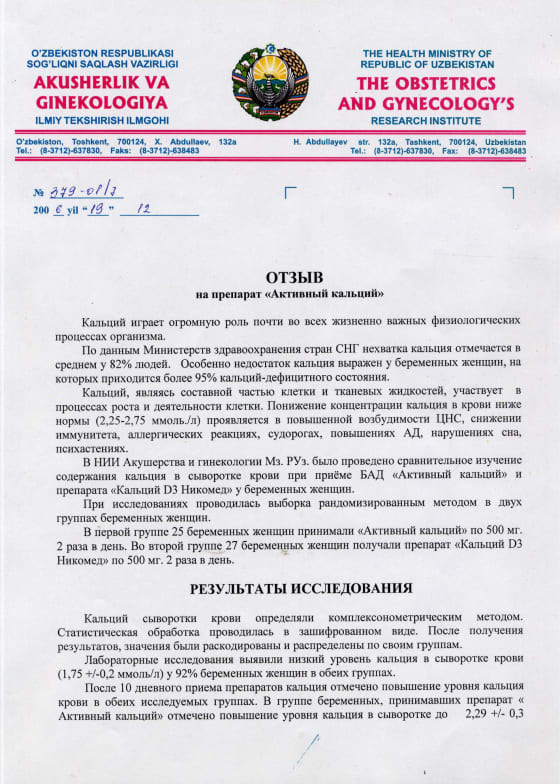 O'ZBEKISTON RESPUBLIKASI
SOG'LIQNI SAQLASH VAZIRLIGI
AKUSHERLIK VA
GINEKOLOGIYA
ILMIY TEKSHIRISH ILMGOHI
THE HEALTH MINISTRY OF
REPUBLIC OF UZBEKISTAN
THE OBSTETRICS
AND GYNECOLOGY'S
RESEARCH INSTITUTE
O'zbekiston, Toshkent, 700124, X. Abdullaev, 132a
Tel.: (8-3712)-637830, Faks: (8-3712)-638483
H. Abdullayev str. 132a, Tashkent, 700124, Uzbekistan
Tel.: (8-3712)-637830, Fax: (8-3712)-638483
№ 379-01/7
200 6 yil "19" 12
ОТЗЫВ
на препарат «Активный кальций»
Кальций играет огромную роль почти во всех жизненно важных физиологических
процессах организма.
По данным Министерств здравоохранения стран СНГ нехватка кальция отмечается в
среднем у 82% людей. Особенно недостаток кальция выражен у беременных женщин, на
которых приходится более 95% кальций-дефицитного состояния.
Кальций, являясь составной частью клетки и тканевых жидкостей, участвует в
процессах роста и деятельности клетки. Понижение концентрации кальция в крови ниже
нормы (2,25-2,75 ммоль./л) проявляется в повышенной возбудимости ЦНС, снижении
иммунитета, аллергических реакциях, судорогах, повышениях АД, нарушениях сна,
психастениях.
В НИИ Акушерства и гинекологии Мз. РУз. было проведено сравнительное изучение
содержания кальция в сыворотке крови при приёме БАД «Активный кальций» и
препарата «Кальций D3 Никомед» у беременных женщин.
При исследованиях проводилась выборка рандомизированным методом в двух
группах беременных женщин.
В первой группе 25 беременных женщин принимали «Активный кальций» по 500 мг.
2 раза в день. Во второй группе 27 беременных женщин получали препарат «Кальций D3
Никомед» по 500 мг. 2 раза в день.
РЕЗУЛЬТАТЫ ИССЛЕДОВАНИЯ
Кальций сыворотки крови определяли комплексонометрическим методом.
Статистическая обработка проводилась в зашифрованном виде. После получения
результатов, значения были раскодированы и распределены по своим группам.
Лабораторные исследования выявили низкий уровень кальция в сыворотке крови
(1,75 +/-0,2 ммоль/л) у 92% беременных женщин в обеих группах.
После 10 дневного приема препаратов кальция отмечено повышение уровня кальция
крови в обеих исследуемых группах. В группе беременных, принимавших препарат «
Активный кальций» отмечено повышение уровня кальция в сыворотке до 2,29 +/- 0,3